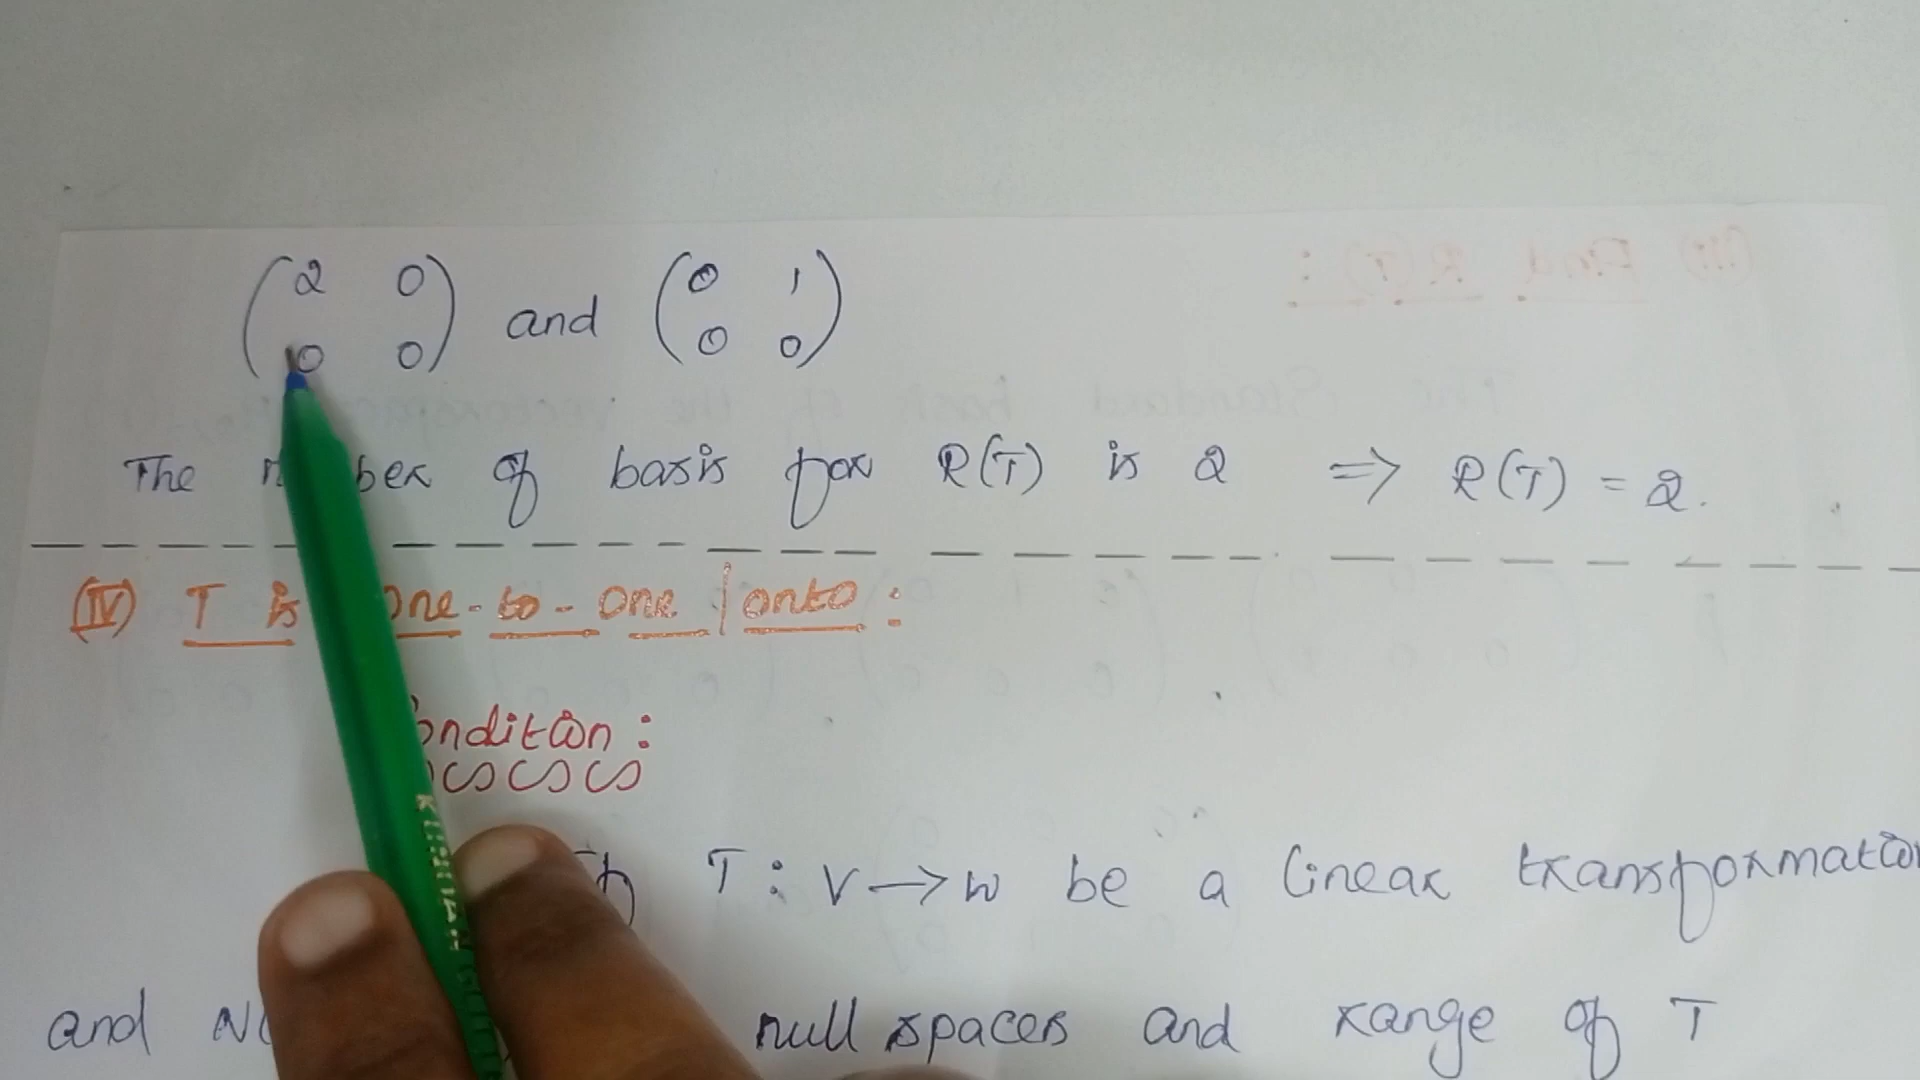 (2 0
0 0) and (0 1
0 0)
The ber of basis for R(T) is 2 => R(T) = 2.
(IV) T is one-to-one | onto :
Condition :
T : V → W be a linear transformation
and N( null spaces and range of T